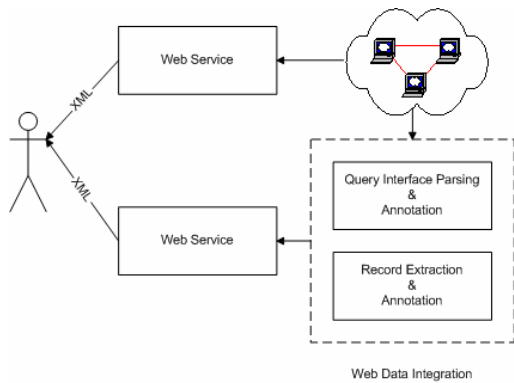 Web Service
XML
XML
Query Interface Parsing
&
Annotation
Web Service
Record Extraction
&
Annotation
Web Data Integration